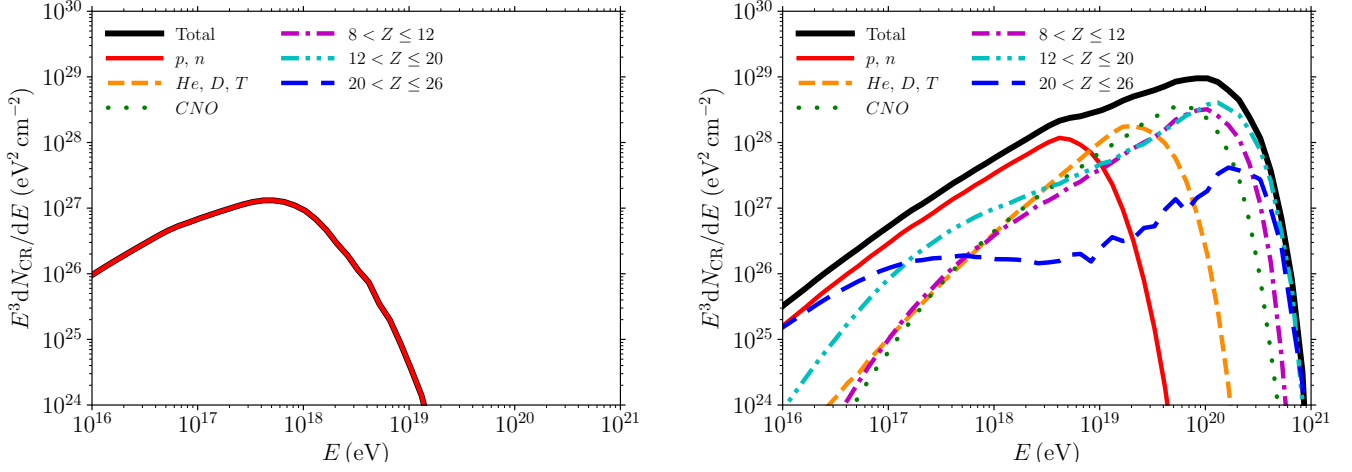 10^30
10^29
10^28
10^27
10^26
10^25
10^24
E^3 dN_CR/dE (eV^2 cm^−2)
Total
p, n
He, D, T
CNO
8 < Z ≤ 12
12 < Z ≤ 20
20 < Z ≤ 26
10^16 10^17 10^18 10^19 10^20 10^21
E (eV)
10^30
10^29
10^28
10^27
10^26
10^25
10^24
E^3 dN_CR/dE (eV^2 cm^−2)
Total
p, n
He, D, T
CNO
8 < Z ≤ 12
12 < Z ≤ 20
20 < Z ≤ 26
10^16 10^17 10^18 10^19 10^20 10^21
E (eV)